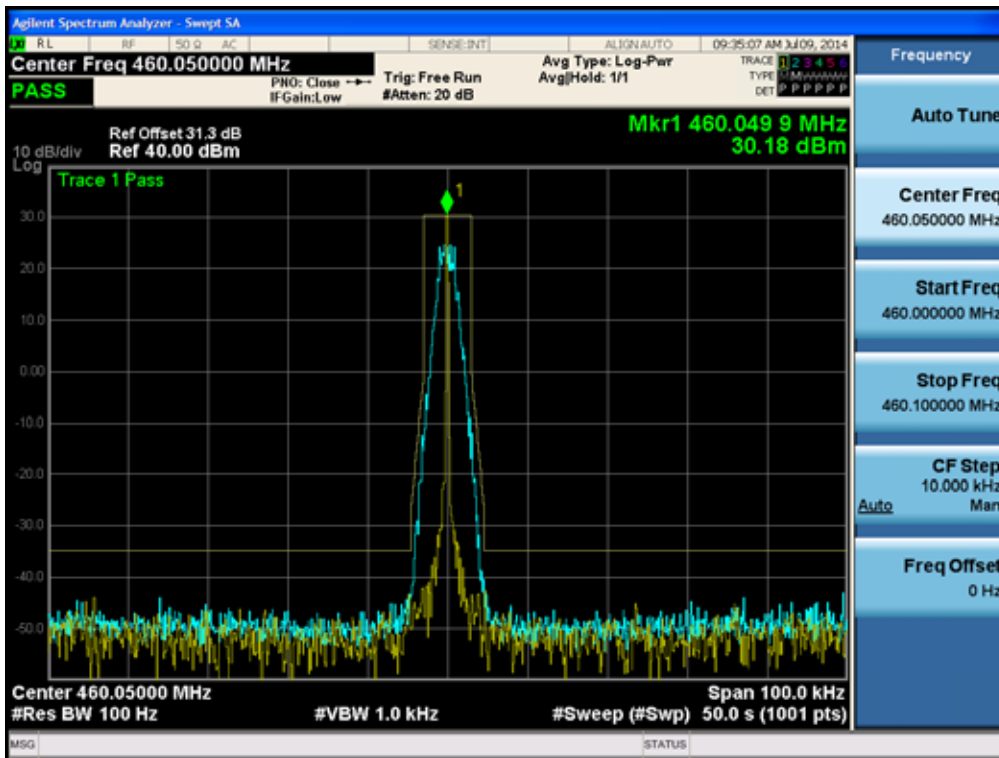 Agilent Spectrum Analyzer - Swept SA
RL RF 50 Ω AC SENSE:INT ALIGNAUTO 09:35:07 AM Jul 09, 2014
Center Freq 460.050000 MHz
PASS
PNO: Close
IFGain:Low
Trig: Free Run
#Atten: 20 dB
Avg Type: Log-Pwr
Avg|Hold: 1/1
TRACE 1 2 3 4 5 6
TYPE
DET P P P P P P
Ref Offset 31.3 dB
10 dB/div Ref 40.00 dBm
Log
Mkr1 460.049 9 MHz
30.18 dBm
Trace 1 Pass
1
30.0
20.0
10.0
0.00
-10.0
-20.0
-30.0
-40.0
-50.0
Center 460.05000 MHz Span 100.0 kHz
#Res BW 100 Hz #VBW 1.0 kHz #Sweep (#Swp) 50.0 s (1001 pts)
MSG STATUS
Frequency
Auto Tune
Center Freq
460.050000 MHz
Start Freq
460.000000 MHz
Stop Freq
460.100000 MHz
CF Step
10.000 kHz
Auto Man
Freq Offset
0 Hz